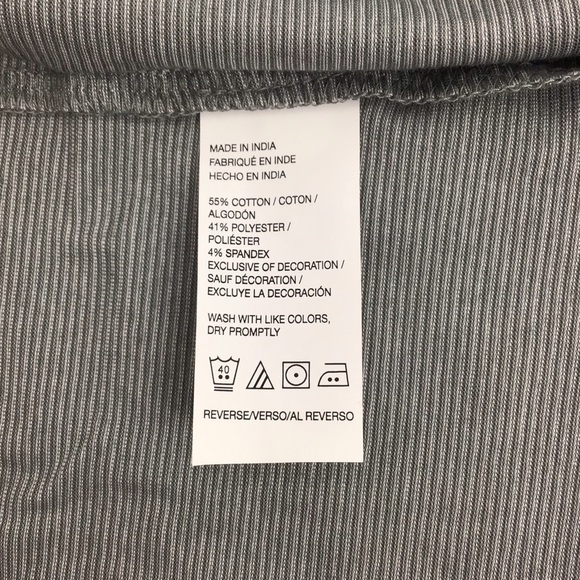 MADE IN INDIA
FABRIQUÉ EN INDE
HECHO EN INDIA
55% COTTON / COTON /
ALGODÓN
41% POLYESTER /
POLIÉSTER
4% SPANDEX
EXCLUSIVE OF DECORATION /
SAUF DÉCORATION /
EXCLUYE LA DECORACIÓN
WASH WITH LIKE COLORS,
DRY PROMPTLY
40
REVERSE/VERSO/AL REVERSO